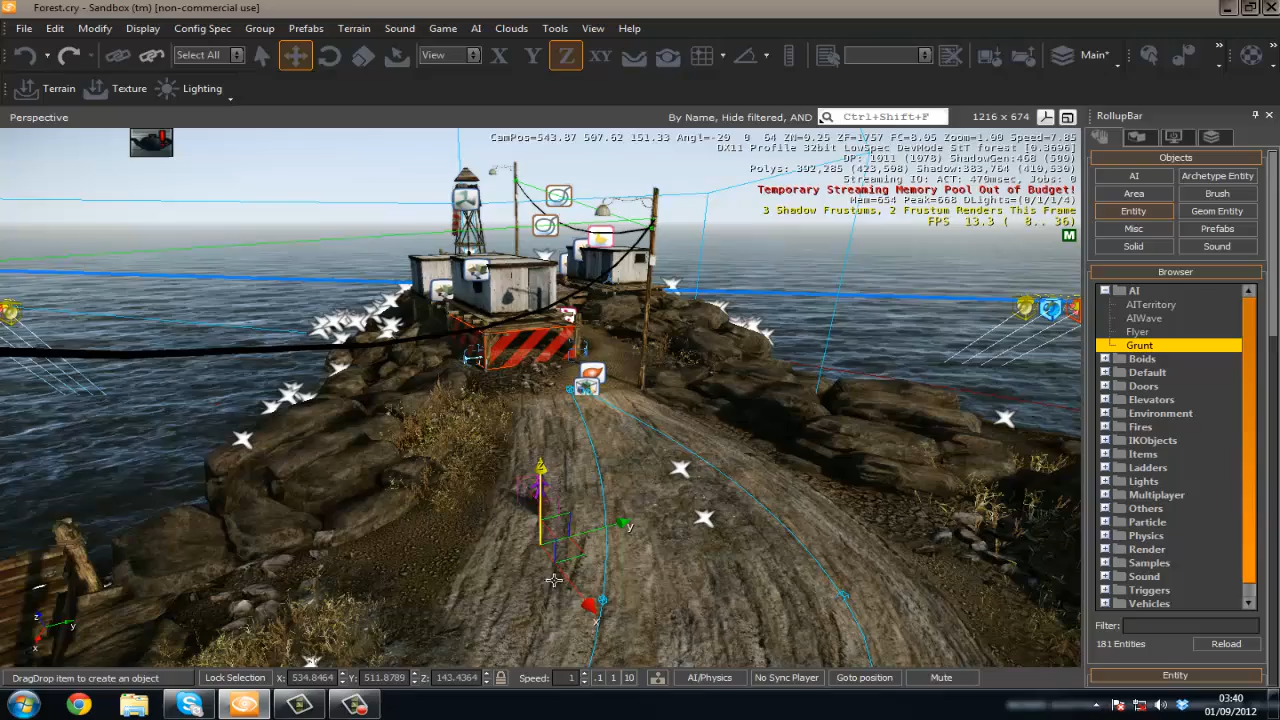 Forest.cry - Sandbox (tm) [non-commercial use]
File Edit Modify Display Config Spec Group Prefabs Terrain Sound Game AI Clouds Tools View Help
Select All View X Y Z XY Main*
Terrain Texture Lighting
Perspective By Name, Hide filtered, AND Ctrl+Shift+F 1216 x 674
CamPos=543.87 507.62 151.33 Angl=-29 0 64 ZN=0.25 ZF=1757 FC=8.05 Zoom=1.00 Speed=7.85
DX11 Profile 32bit LowSpec DevMode StT forest [0.3696]
DP: 1011 (1078) ShadowGen:468 (509)
Polys: 392,285 (423,508) Shadow:383,764 (410,530)
Streaming IO: ACT: 470msec, Jobs: 0
Temporary Streaming Memory Pool Out of Budget!
Mem=654 Peak=668 DLights=(0/1/1/4)
3 Shadow Frustums, 2 Frustum Renders This Frame
FPS 13.3 ( 8.. 36)
M
z
y
x
z
y
x
RollupBar
Objects
AI Archetype Entity
Area Brush
Entity Geom Entity
Misc Prefabs
Solid Sound
Browser
AI
AITerritory
AIWave
Flyer
Grunt
Boids
Default
Doors
Elevators
Environment
Fires
IKObjects
Items
Ladders
Lights
Multiplayer
Others
Particle
Physics
Render
Samples
Sound
Triggers
Vehicles
Filter:
181 Entities Reload
Entity
DragDrop item to create an object Lock Selection X: 534.8464 Y: 511.8789 Z: 143.4364 Speed: 1 .1 1 10 AI/Physics No Sync Player Goto position Mute
03:40
01/09/2012